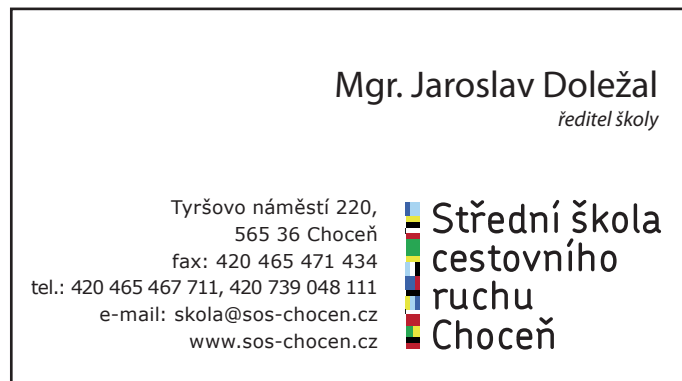 Mgr. Jaroslav Doležal
ředitel školy
Tyršovo náměstí 220,
565 36 Choceň
fax: 420 465 471 434
tel.: 420 465 467 711, 420 739 048 111
e-mail: skola@sos-chocen.cz
www.sos-chocen.cz
Střední škola
cestovního
ruchu
Choceň